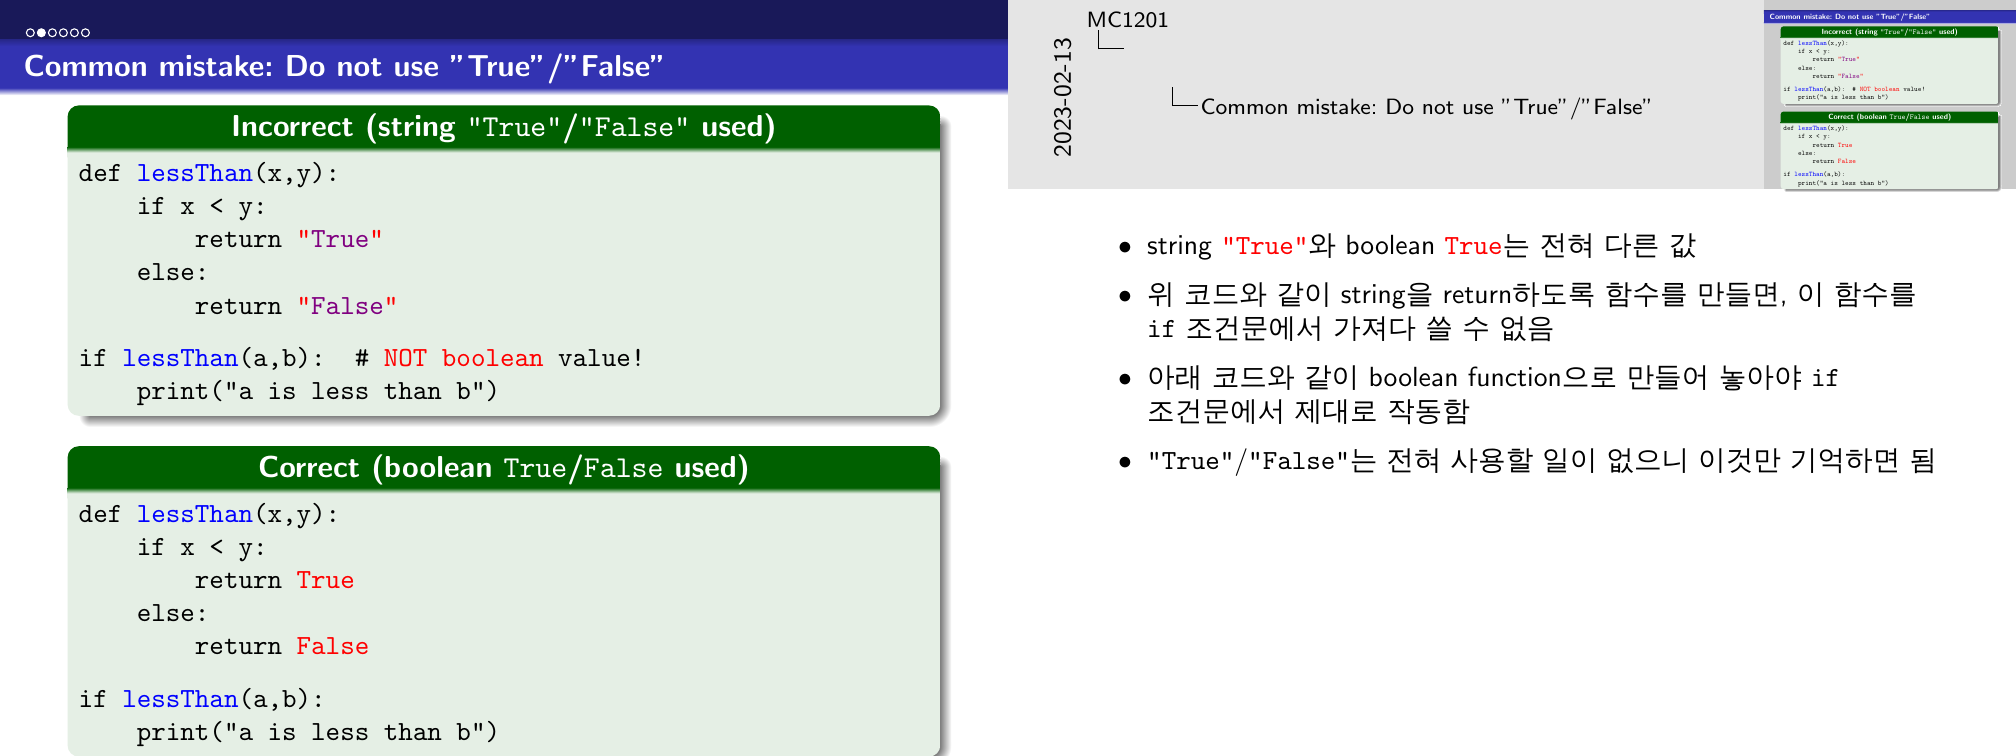 Common mistake: Do not use "True"/"False"
Incorrect (string "True"/"False" used)
def lessThan(x,y):
    if x < y:
        return "True"
    else:
        return "False"
if lessThan(a,b):  # NOT boolean value!
    print("a is less than b")
Correct (boolean True/False used)
def lessThan(x,y):
    if x < y:
        return True
    else:
        return False
if lessThan(a,b):
    print("a is less than b")
2023-02-13
MC1201
Common mistake: Do not use "True"/"False"
Common mistake: Do not use "True"/"False"
Incorrect (string "True"/"False" used)
def lessThan(x,y):
    if x < y:
        return "True"
    else:
        return "False"
if lessThan(a,b):  # NOT boolean value!
    print("a is less than b")
Correct (boolean True/False used)
def lessThan(x,y):
    if x < y:
        return True
    else:
        return False
if lessThan(a,b):
    print("a is less than b")
• string "True"와 boolean True는 전혀 다른 값
• 위 코드와 같이 string을 return하도록 함수를 만들면, 이 함수를
if 조건문에서 가져다 쓸 수 없음
• 아래 코드와 같이 boolean function으로 만들어 놓아야 if
조건문에서 제대로 작동함
• "True"/"False"는 전혀 사용할 일이 없으니 이것만 기억하면 됨